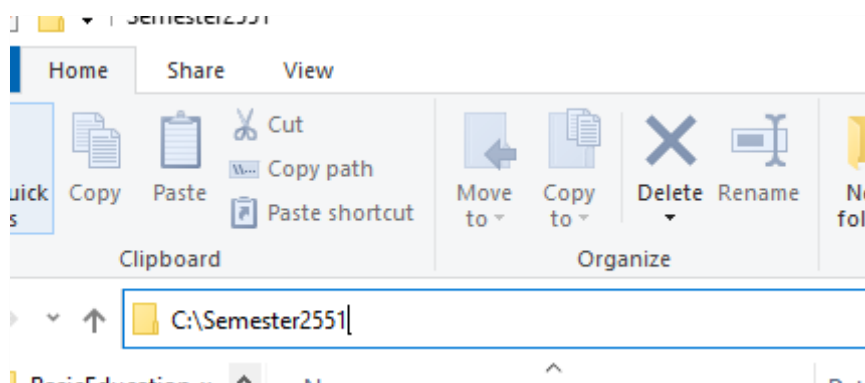 Semester2551
Home Share View
Copy
Paste
Cut
Copy path
Paste shortcut
Move to
Copy to
Delete
Rename
Clipboard
Organize
C:\Semester2551